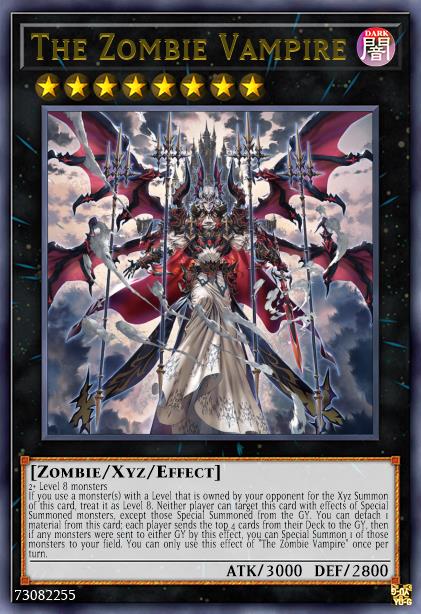 THE ZOMBIE VAMPIRE
DARK
闇
[ZOMBIE/XYZ/EFFECT]
2+ Level 8 monsters
If you use a monster(s) with a Level that is owned by your opponent for the Xyz Summon
of this card, treat it as Level 8. Neither player can target this card with effects of Special
Summoned monsters, except those Special Summoned from the GY. You can detach 1
material from this card; each player sends the top 4 cards from their Deck to the GY, then
if any monsters were sent to either GY by this effect, you can Special Summon 1 of those
monsters to your field. You can only use this effect of "The Zombie Vampire" once per
turn.
ATK/3000 DEF/2800
73082255